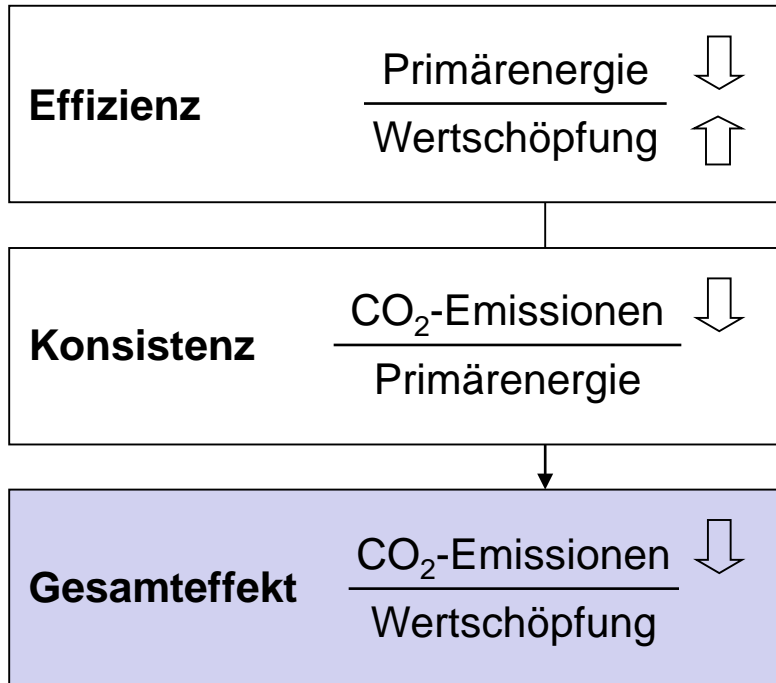 Effizienz
Primärenergie
Wertschöpfung
Konsistenz
CO₂-Emissionen
Primärenergie
Gesamteffekt
CO₂-Emissionen
Wertschöpfung